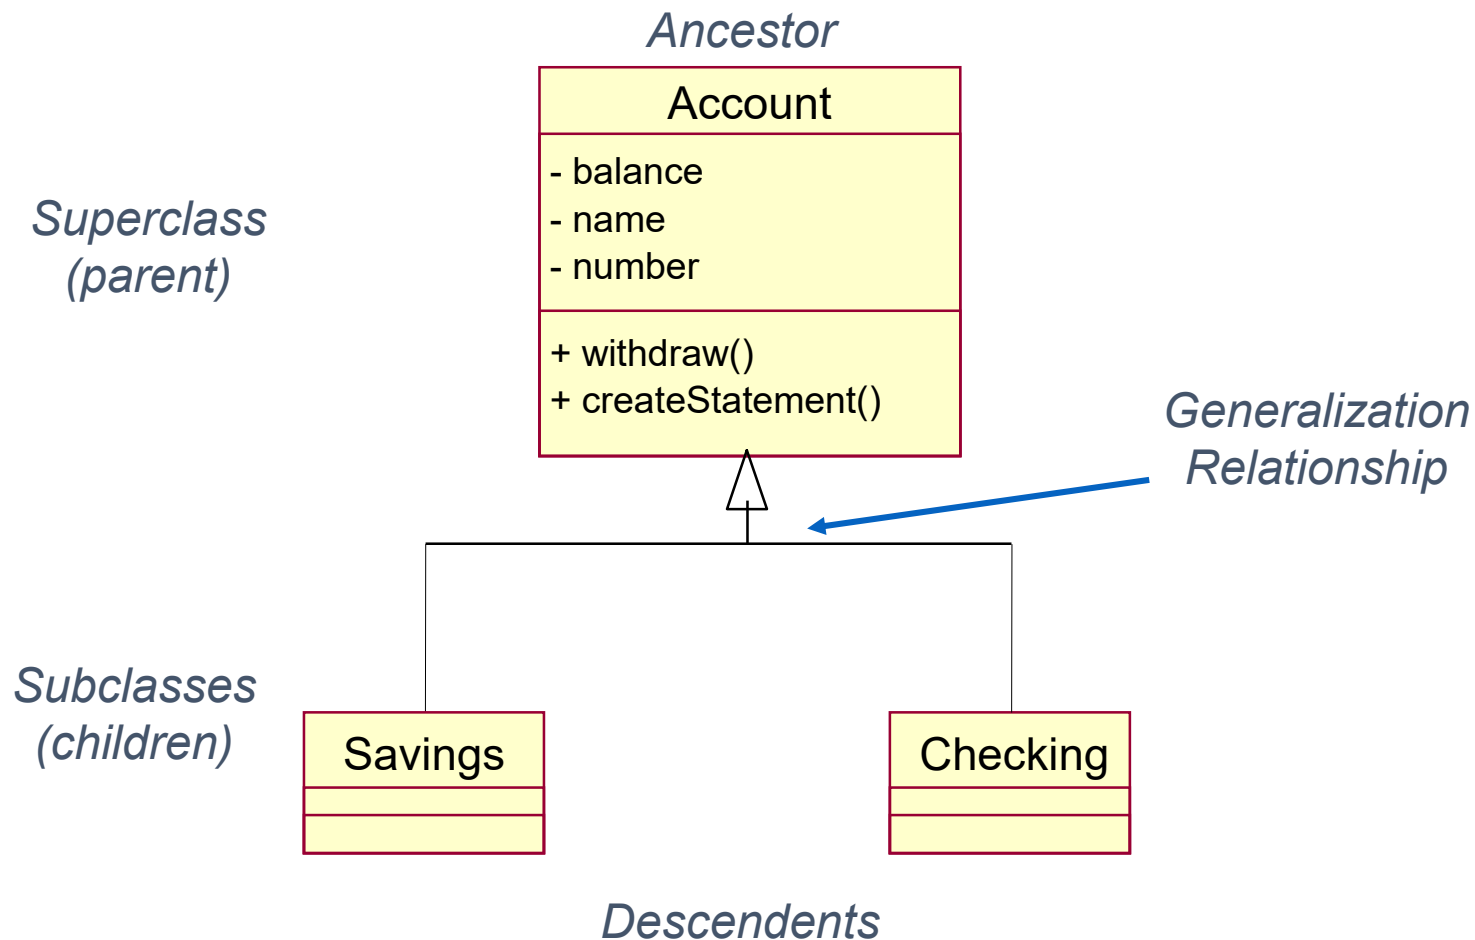 Ancestor
Account
- balance
- name
- number
+ withdraw()
+ createStatement()
Superclass
(parent)
Generalization
Relationship
Subclasses
(children)
Savings
Checking
Descendents